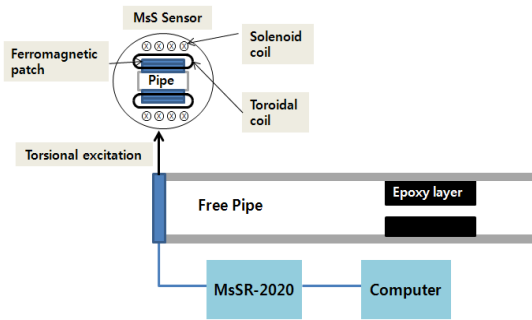 MsS Sensor
ⓧ ⓧ ⓧ ⓧ
Solenoid
coil
Ferromagnetic
patch
Pipe
Toroidal
coil
ⓧ ⓧ ⓧ ⓧ
Torsional excitation
Free Pipe
Epoxy layer
MsSR-2020
Computer